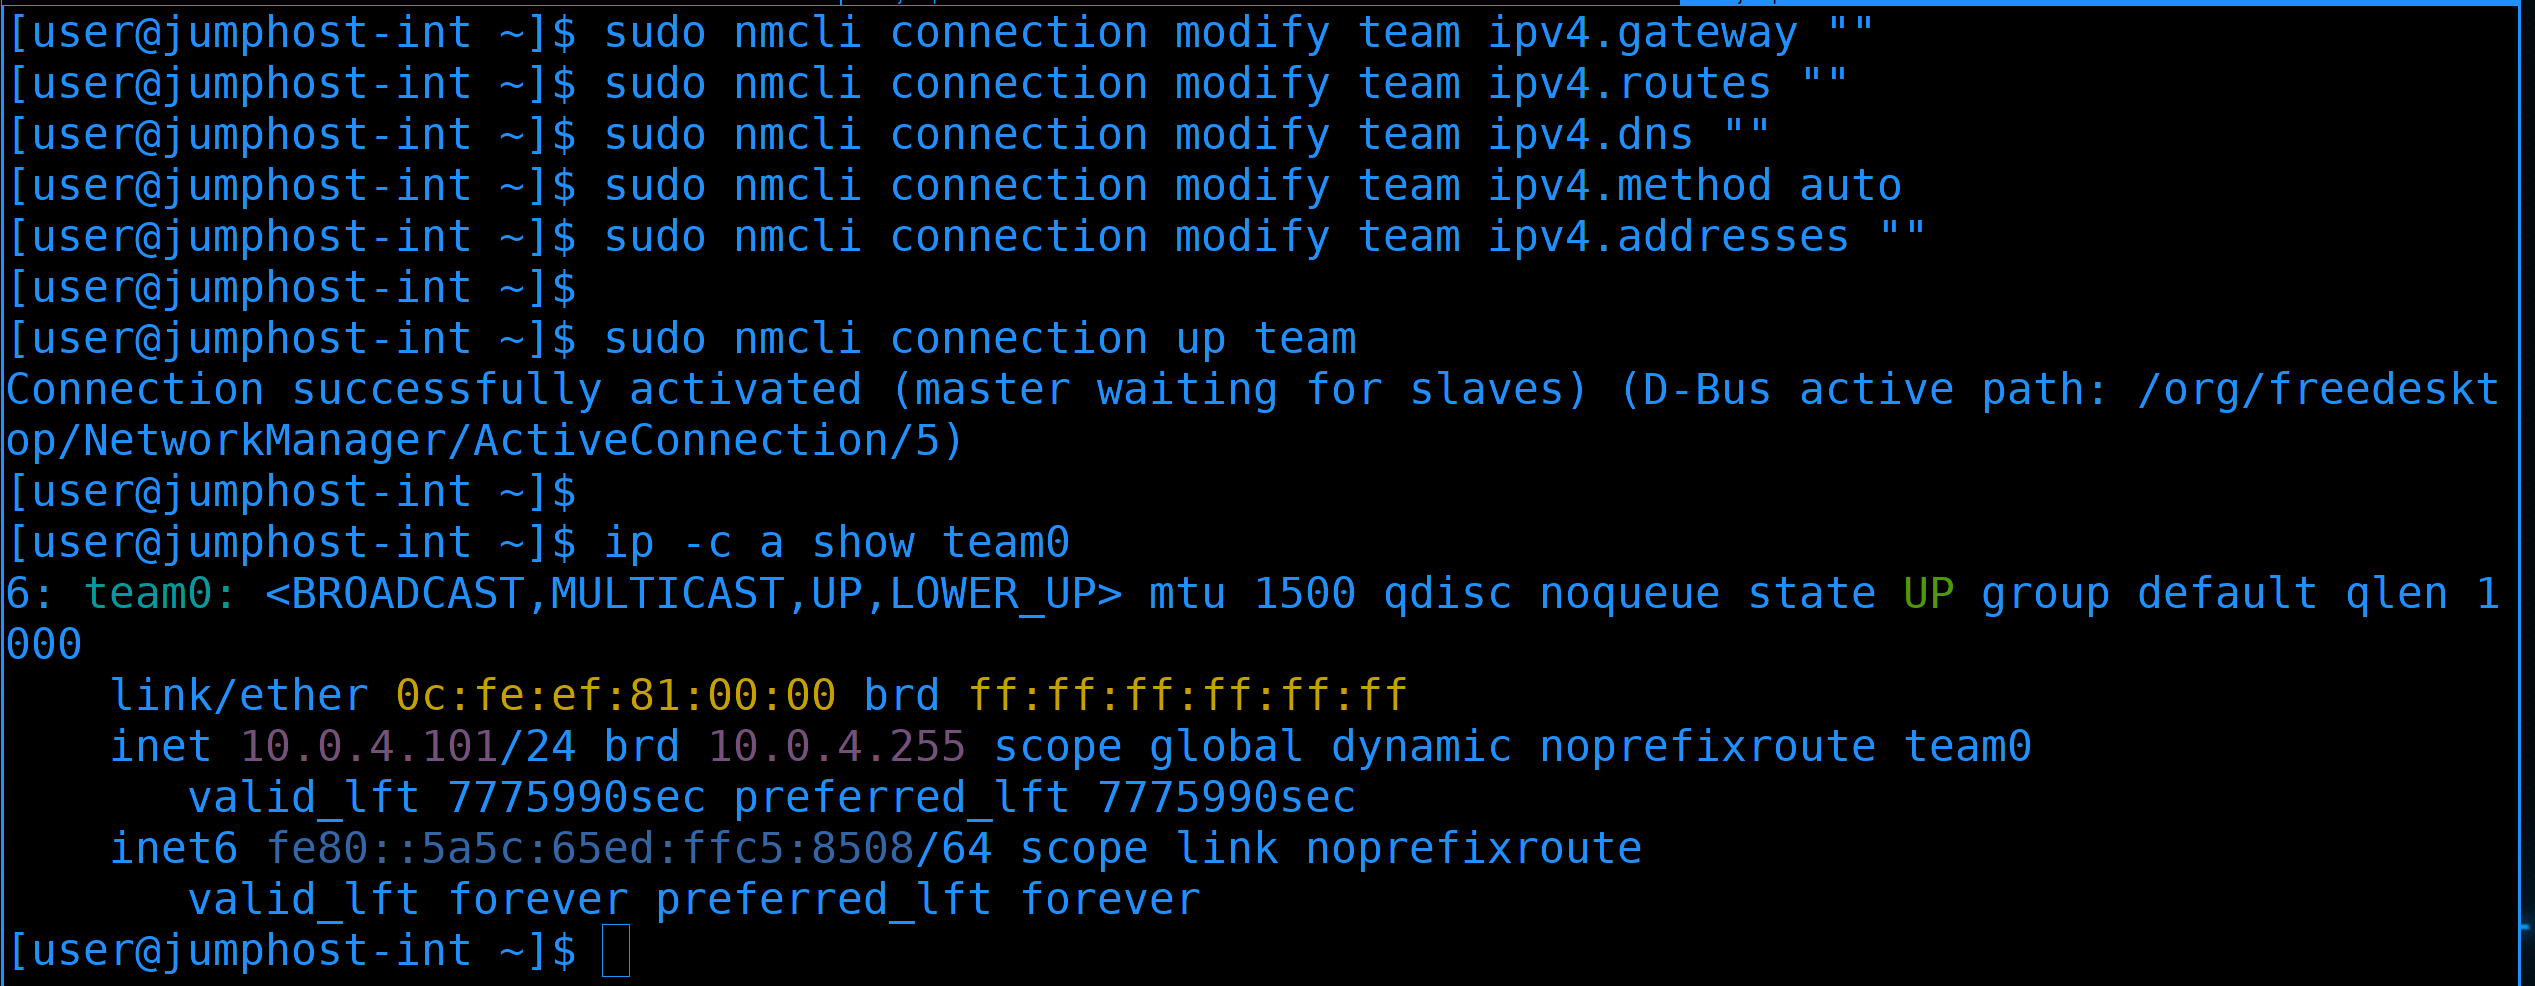 [user@jumphost-int ~]$ sudo nmcli connection modify team ipv4.gateway ""
[user@jumphost-int ~]$ sudo nmcli connection modify team ipv4.routes ""
[user@jumphost-int ~]$ sudo nmcli connection modify team ipv4.dns ""
[user@jumphost-int ~]$ sudo nmcli connection modify team ipv4.method auto
[user@jumphost-int ~]$ sudo nmcli connection modify team ipv4.addresses ""
[user@jumphost-int ~]$
[user@jumphost-int ~]$ sudo nmcli connection up team
Connection successfully activated (master waiting for slaves) (D-Bus active path: /org/freedeskt
op/NetworkManager/ActiveConnection/5)
[user@jumphost-int ~]$
[user@jumphost-int ~]$ ip -c a show team0
6: team0: <BROADCAST,MULTICAST,UP,LOWER_UP> mtu 1500 qdisc noqueue state UP group default qlen 1
000
    link/ether 0c:fe:ef:81:00:00 brd ff:ff:ff:ff:ff:ff
    inet 10.0.4.101/24 brd 10.0.4.255 scope global dynamic noprefixroute team0
       valid_lft 7775990sec preferred_lft 7775990sec
    inet6 fe80::5a5c:65ed:ffc5:8508/64 scope link noprefixroute
       valid_lft forever preferred_lft forever
[user@jumphost-int ~]$